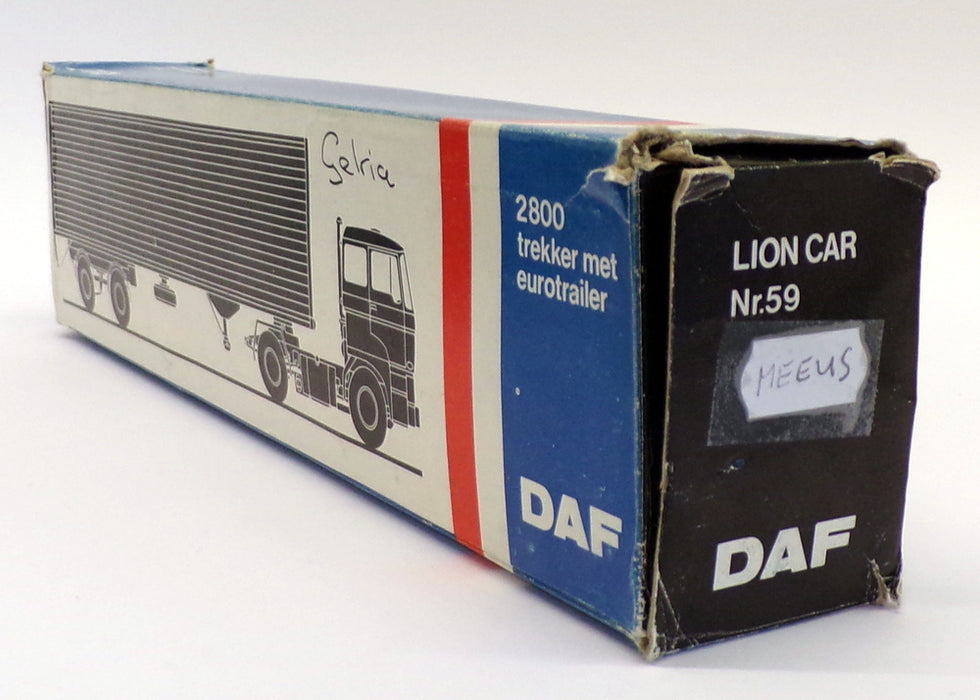 Gelria
2800
trekker met
eurotrailer
DAF
LION CAR
Nr.59
MEEUS
DAF